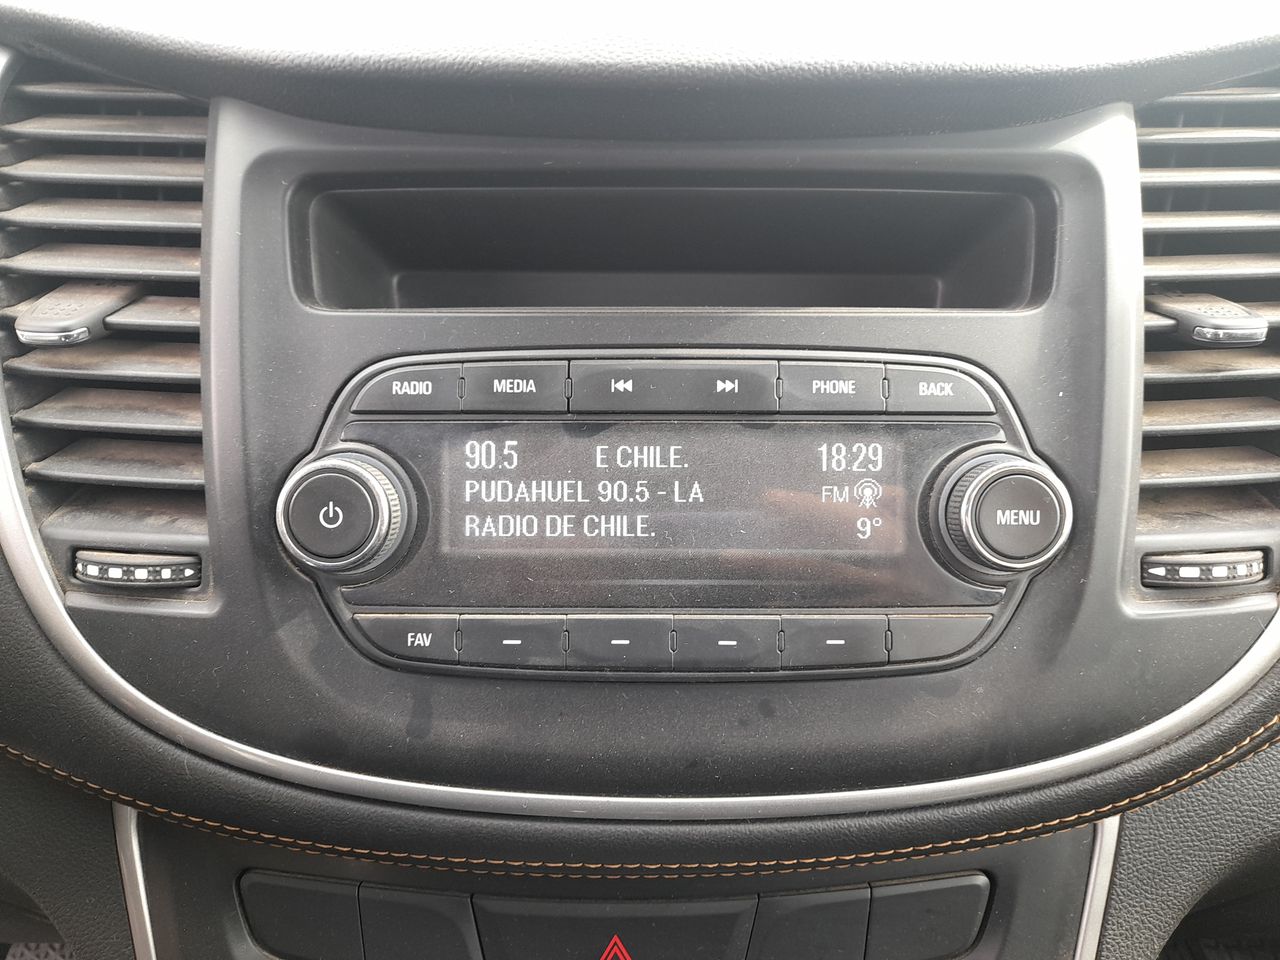 RADIO MEDIA PHONE BACK
90.5 E CHILE. 18:29
PUDAHUEL 90.5 - LA FM
RADIO DE CHILE. 9°
MENU
FAV